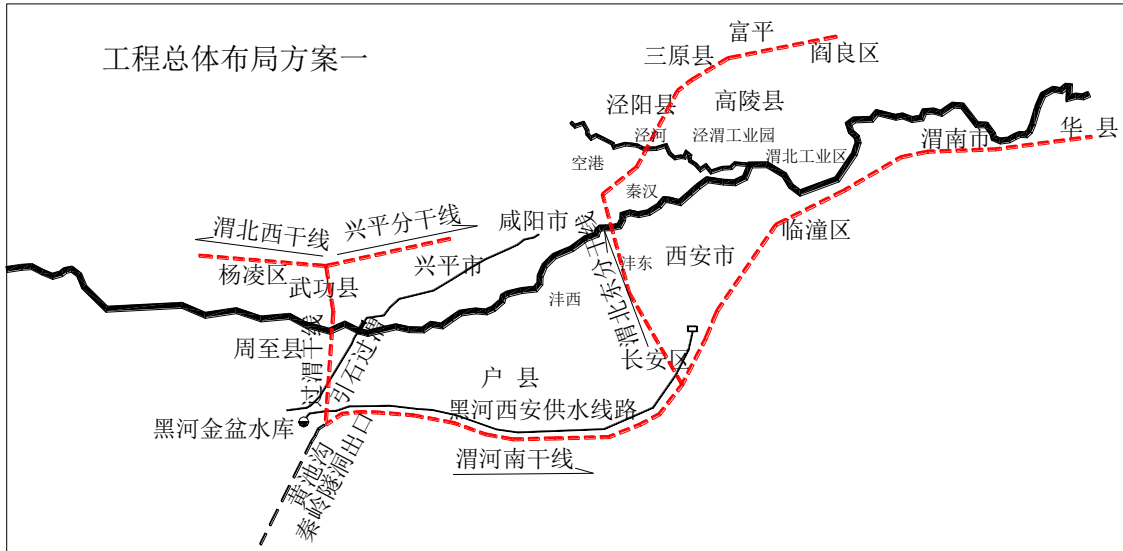 工程总体布局方案一
富平
三原县
阎良区
泾阳县
高陵县
泾河
泾渭工业园
空港
渭北工业区
渭南市
华 县
秦汉
渭北西干线
兴平分干线
咸阳市
临潼区
杨凌区
武功县
兴平市
沣东
西安市
渭北东分干线
沣西
周至县
过渭干线
引石过渭
长安区
户 县
黑河金盆水库
黑河西安供水线路
渭河南干线
黄池沟
秦岭隧洞出口